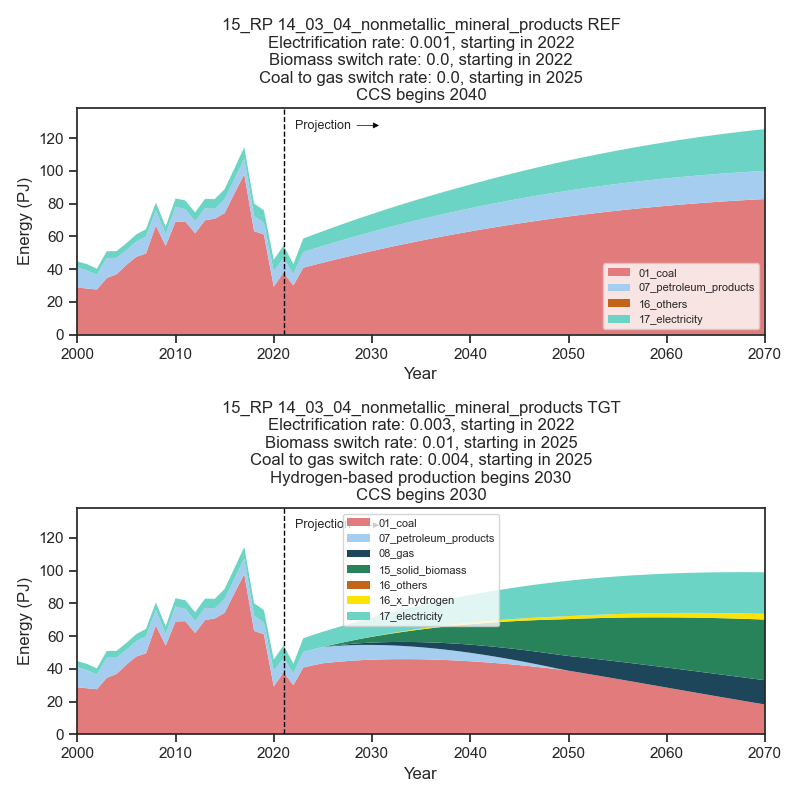 15_RP 14_03_04_nonmetallic_mineral_products REF
Electrification rate: 0.001, starting in 2022
Biomass switch rate: 0.0, starting in 2022
Coal to gas switch rate: 0.0, starting in 2025
CCS begins 2040
Projection
Energy (PJ)
120
100
80
60
40
20
0
01_coal
07_petroleum_products
16_others
17_electricity
2000 2010 2020 2030 2040 2050 2060 2070
Year
15_RP 14_03_04_nonmetallic_mineral_products TGT
Electrification rate: 0.003, starting in 2022
Biomass switch rate: 0.01, starting in 2025
Coal to gas switch rate: 0.004, starting in 2025
Hydrogen-based production begins 2030
CCS begins 2030
Projection
01_coal
07_petroleum_products
08_gas
15_solid_biomass
16_others
16_x_hydrogen
17_electricity
Energy (PJ)
120
100
80
60
40
20
0
2000 2010 2020 2030 2040 2050 2060 2070
Year